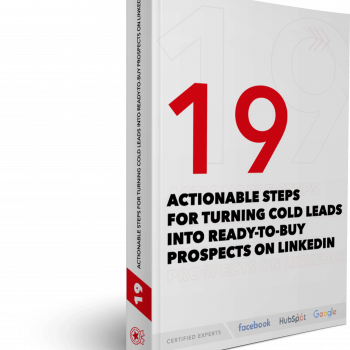 19
ACTIONABLE STEPS
FOR TURNING COLD LEADS
INTO READY-TO-BUY
PROSPECTS ON LINKEDIN
CERTIFIED EXPERTS
facebook
HubSpot
Google
ACTIONABLE STEPS FOR TURNING COLD LEADS INTO READY-TO-BUY PROSPECTS ON LINKED
19